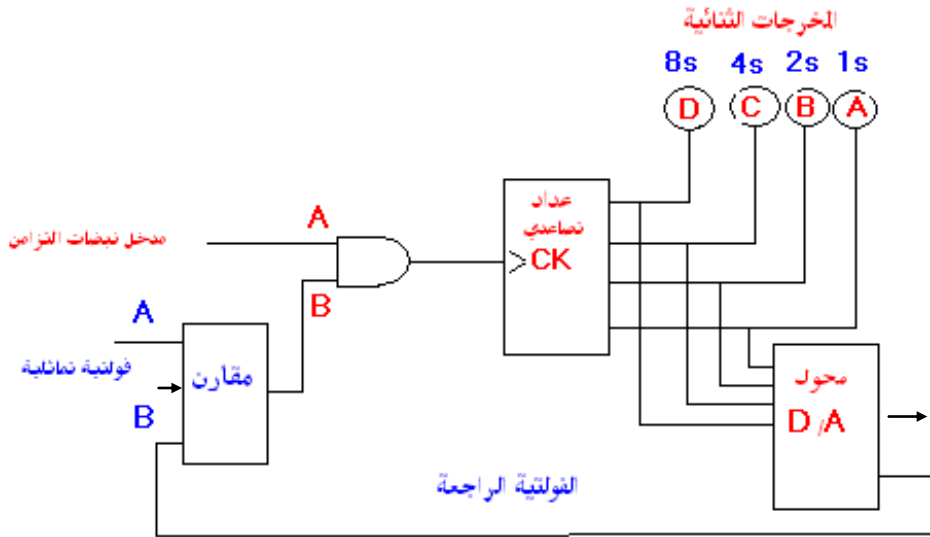 المخرجات الثنائية
8s 4s 2s 1s
D C B A
عداد
تصاعدي
CK
A
مدخل نبضات التزامن
B
A
فولتية تماثلية
مقارن
B
محول
D/A
الفولتية الراجعة